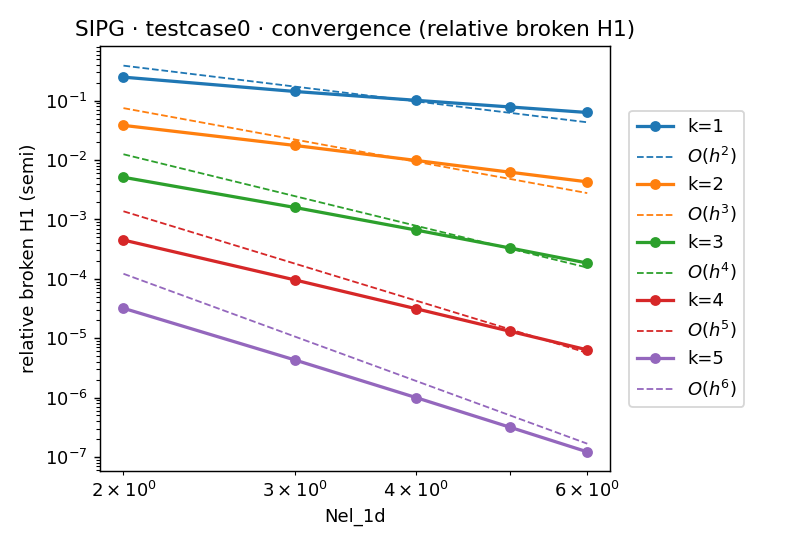 SIPG · testcase0 · convergence (relative broken H1)
relative broken H1 (semi)
10⁻¹
10⁻²
10⁻³
10⁻⁴
10⁻⁵
10⁻⁶
10⁻⁷
2 × 10⁰
3 × 10⁰
4 × 10⁰
6 × 10⁰
Nel_1d
k=1
O(h²)
k=2
O(h³)
k=3
O(h⁴)
k=4
O(h⁵)
k=5
O(h⁶)